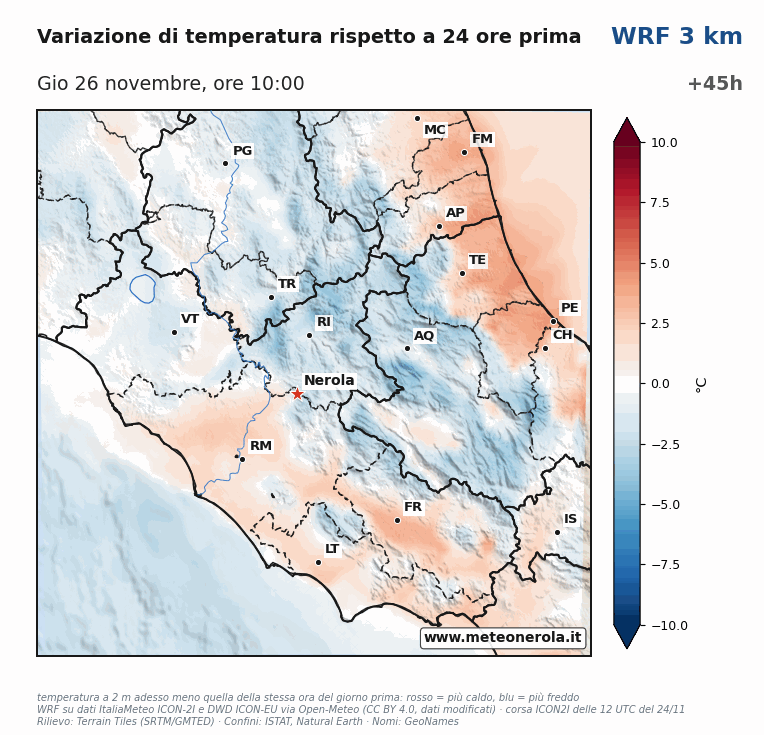 Variazione di temperatura rispetto a 24 ore prima
WRF 3 km
Gio 26 novembre, ore 10:00
+45h
MC
FM
PG
AP
TE
TR
PE
VT
RI
AQ
CH
Nerola
RM
FR
IS
LT
www.meteonerola.it
10.0
7.5
5.0
2.5
0.0
−2.5
−5.0
−7.5
−10.0
°C
temperatura a 2 m adesso meno quella della stessa ora del giorno prima: rosso = più caldo, blu = più freddo
WRF su dati ItaliaMeteo ICON-2I e DWD ICON-EU via Open-Meteo (CC BY 4.0, dati modificati) · corsa ICON2I delle 12 UTC del 24/11
Rilievo: Terrain Tiles (SRTM/GMTED) · Confini: ISTAT, Natural Earth · Nomi: GeoNames